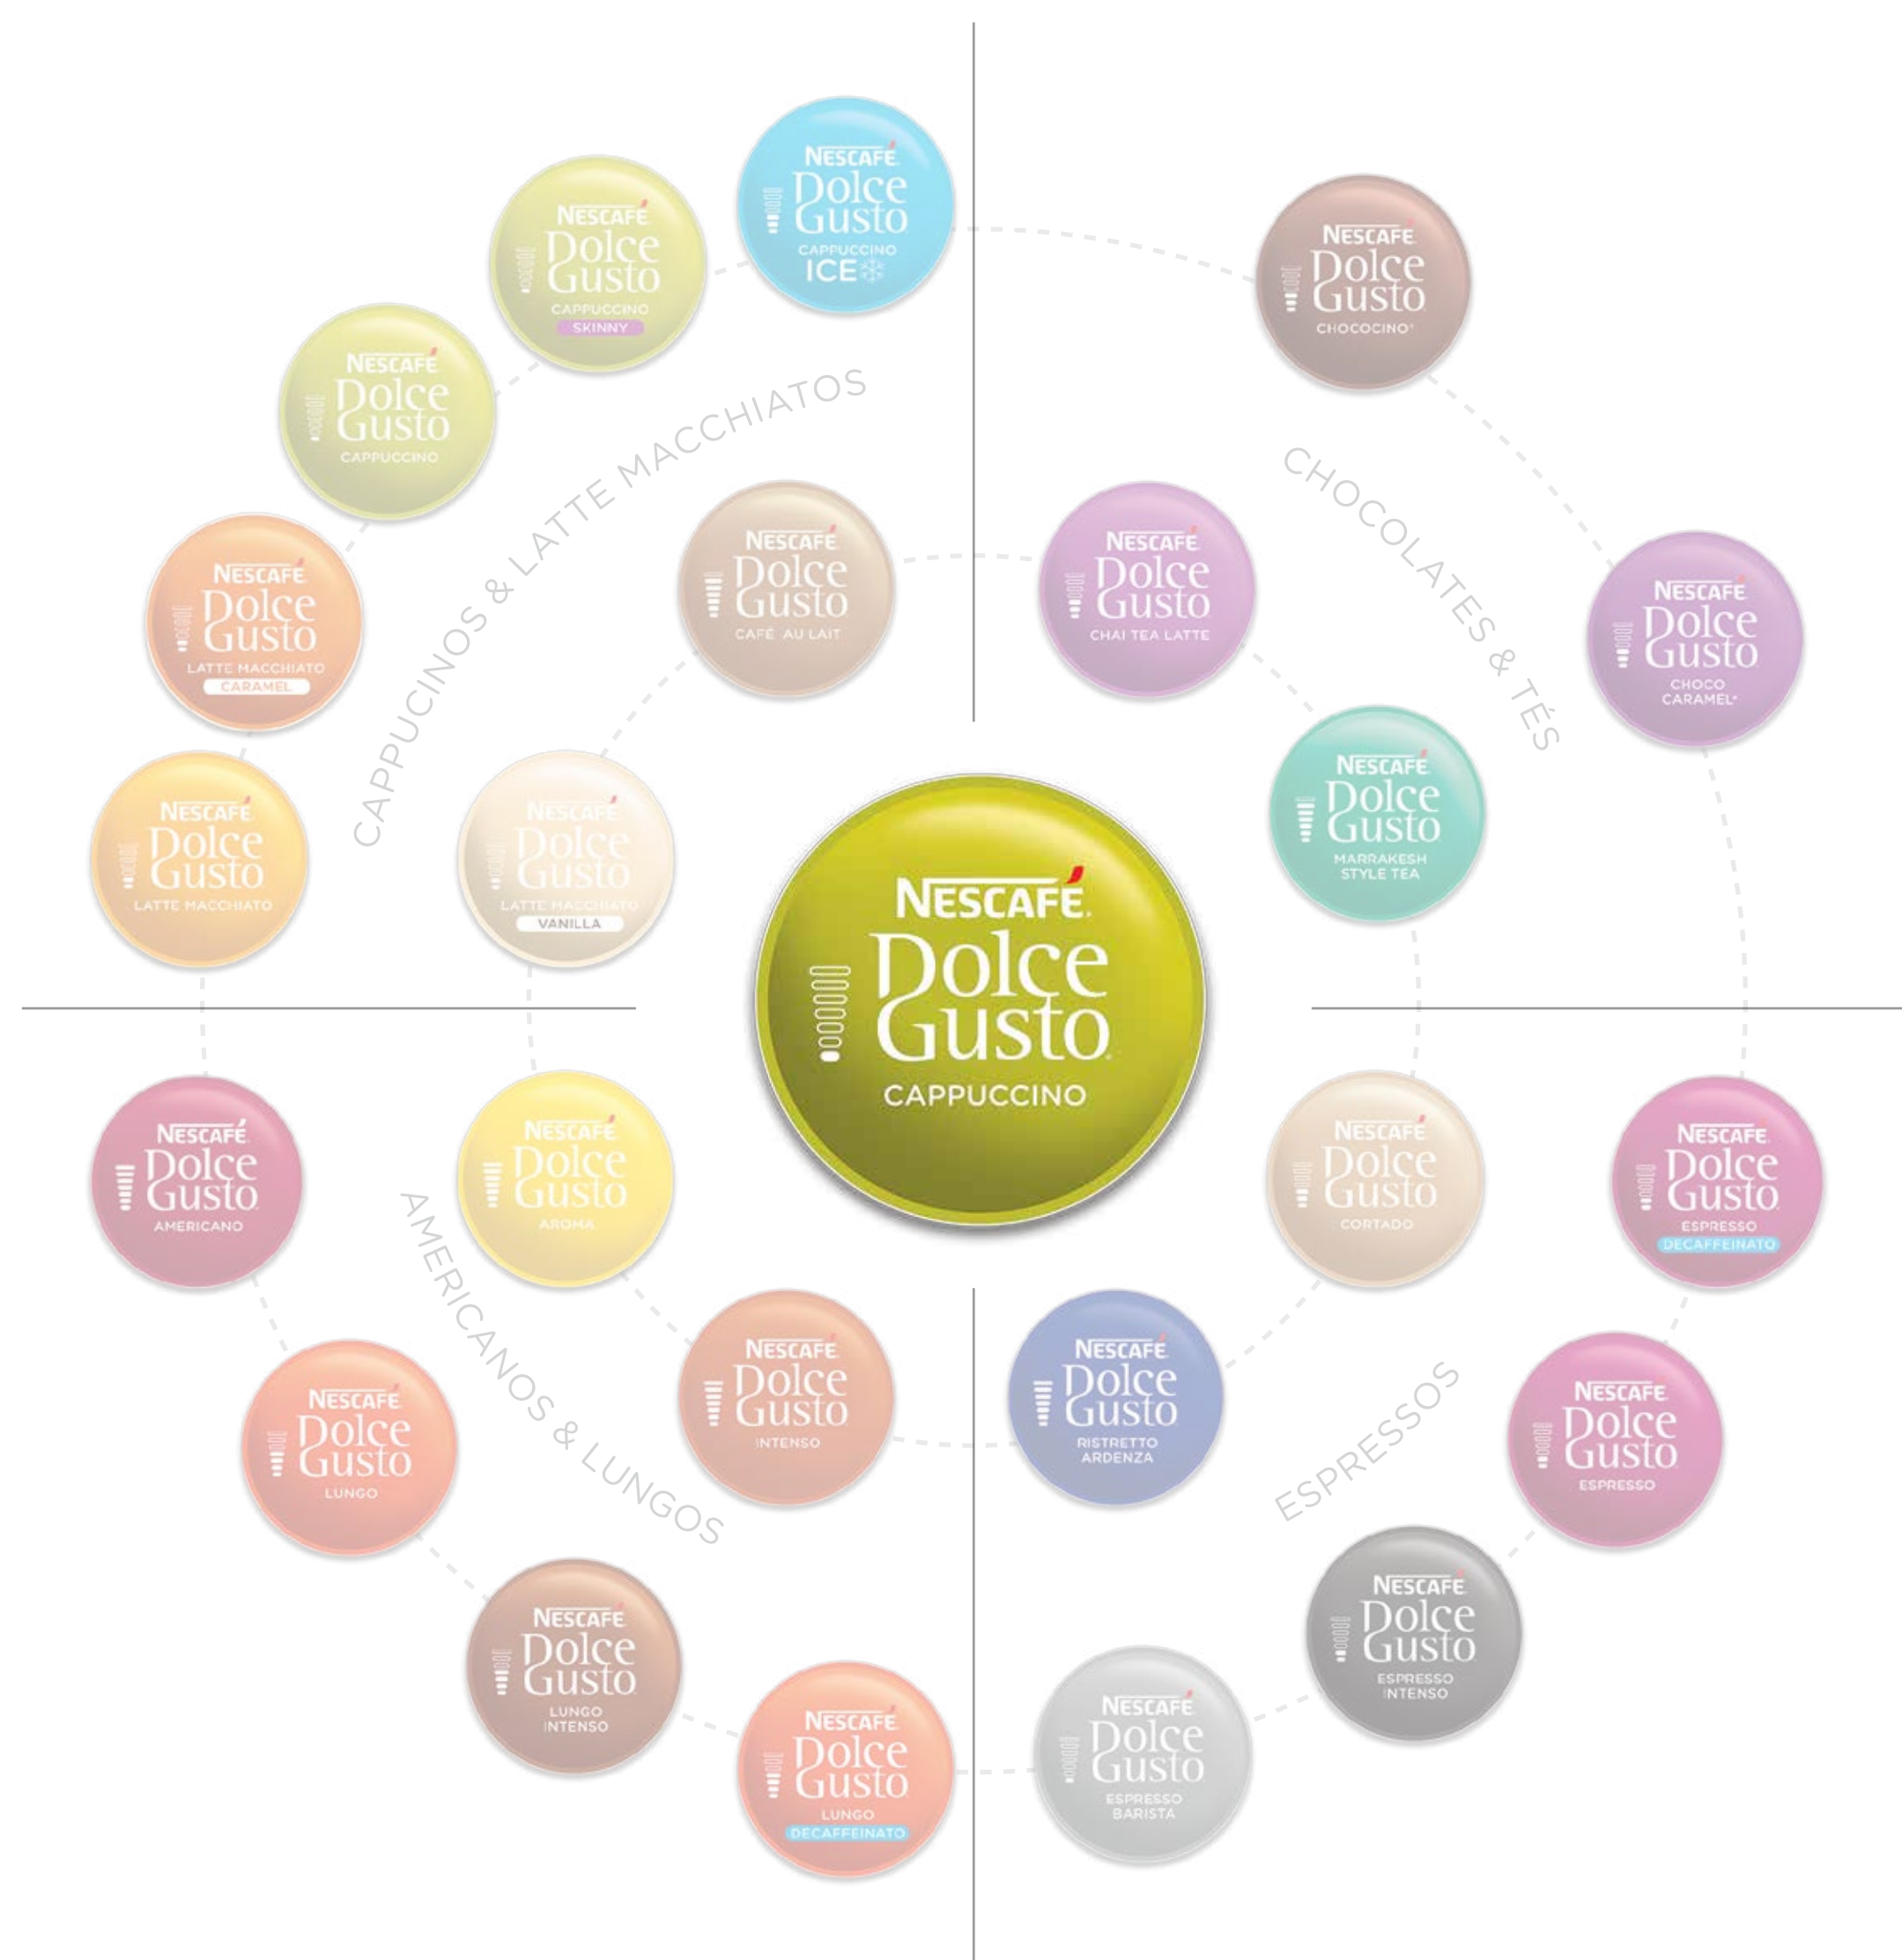 NESCAFÉ
Dolce
Gusto
CAPPUCCINO
ICE
NESCAFÉ
Dolce
Gusto
CAPPUCCINO
SKINNY
NESCAFÉ
Dolce
Gusto
CAPPUCCINO
NESCAFÉ
Dolce
Gusto
LATTE MACCHIATO
CARAMEL
NESCAFÉ
Dolce
Gusto
LATTE MACCHIATO
CAPPUCINOS & LATTE MACCHIATOS
NESCAFÉ
Dolce
Gusto
CAFÉ AU LAIT
NESCAFÉ
Dolce
Gusto
LATTE MACCHIATO
VANILLA
NESCAFÉ
Dolce
Gusto
CHOCOCINO*
NESCAFÉ
Dolce
Gusto
CHOCO
CARAMEL*
CHOCOLATES & TÉS
NESCAFÉ
Dolce
Gusto
CHAI TEA LATTE
NESCAFÉ
Dolce
Gusto
MARRAKESH
STYLE TEA
NESCAFÉ.
Dolce
Gusto
CAPPUCCINO
NESCAFÉ
Dolce
Gusto
AMERICANO
NESCAFÉ
Dolce
Gusto
AROMA
AMERICANOS & LUNGOS
NESCAFÉ
Dolce
Gusto
INTENSO
NESCAFÉ
Dolce
Gusto
LUNGO
NESCAFÉ
Dolce
Gusto
LUNGO
INTENSO
NESCAFÉ
Dolce
Gusto
LUNGO
DECAFFEINATO
NESCAFÉ
Dolce
Gusto
CORTADO
NESCAFÉ
Dolce
Gusto
ESPRESSO
DECAFFEINATO
NESCAFÉ
Dolce
Gusto
RISTRETTO
ARDENZA
ESPRESSOS
NESCAFÉ
Dolce
Gusto
ESPRESSO
NESCAFÉ
Dolce
Gusto
ESPRESSO
INTENSO
NESCAFÉ
Dolce
Gusto
ESPRESSO
BARISTA